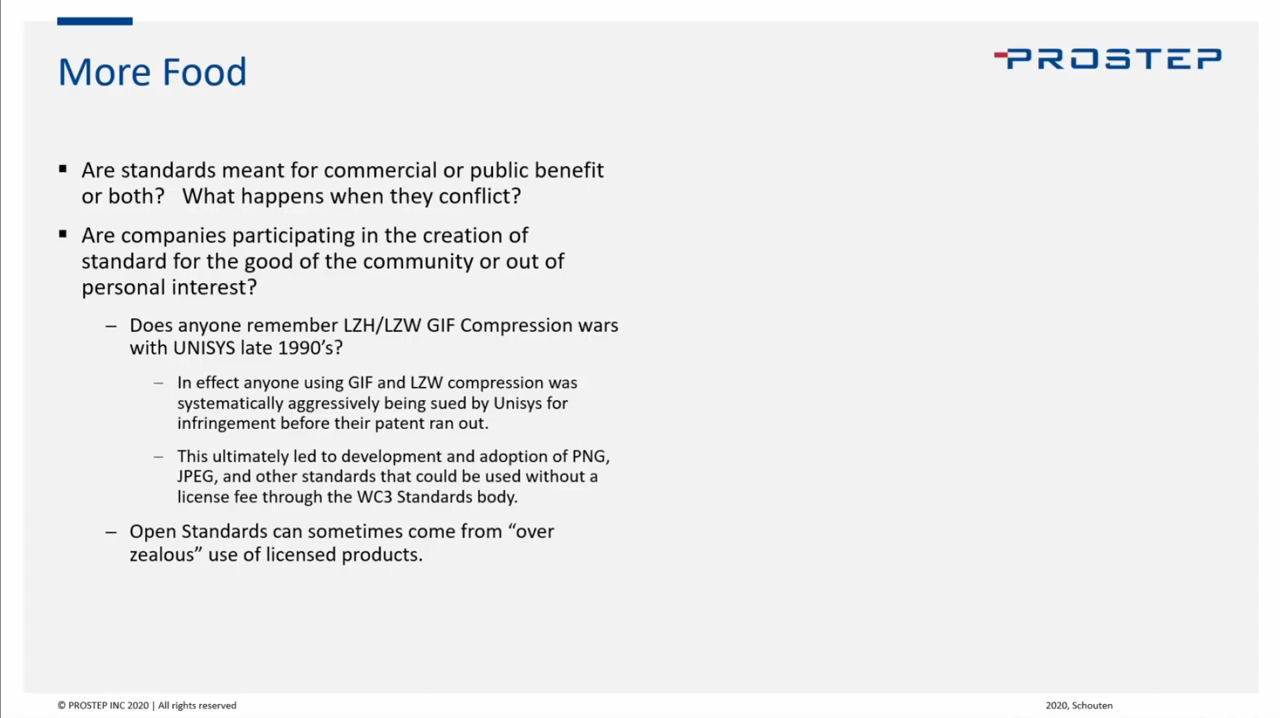 More Food
PROSTEP
▪ Are standards meant for commercial or public benefit
or both?   What happens when they conflict?
▪ Are companies participating in the creation of
standard for the good of the community or out of
personal interest?
– Does anyone remember LZH/LZW GIF Compression wars
with UNISYS late 1990’s?
– In effect anyone using GIF and LZW compression was
systematically aggressively being sued by Unisys for
infringement before their patent ran out.
– This ultimately led to development and adoption of PNG,
JPEG, and other standards that could be used without a
license fee through the WC3 Standards body.
– Open Standards can sometimes come from “over
zealous” use of licensed products.
© PROSTEP INC 2020 | All rights reserved
2020, Schouten